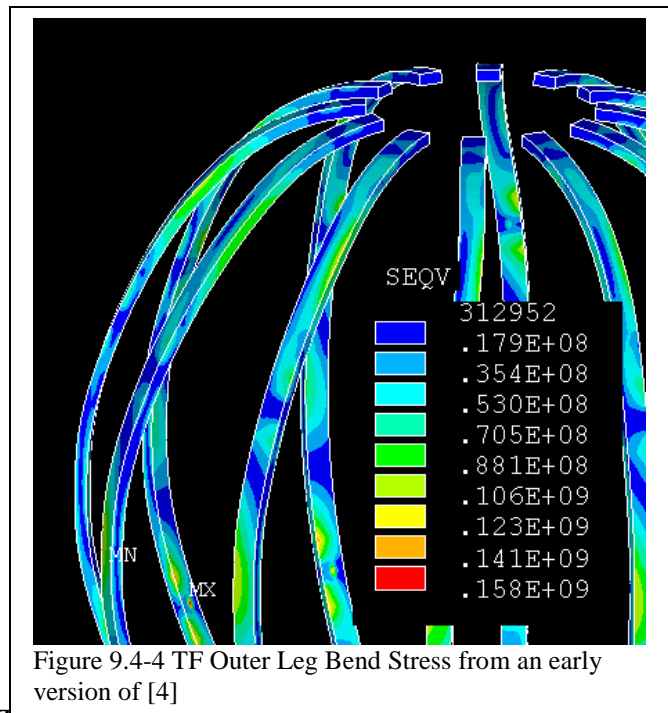 SEQV
312952
.179E+08
.354E+08
.530E+08
.705E+08
.881E+08
.106E+09
.123E+09
.141E+09
.158E+09
MN
MX
Figure 9.4-4 TF Outer Leg Bend Stress from an early
version of [4]